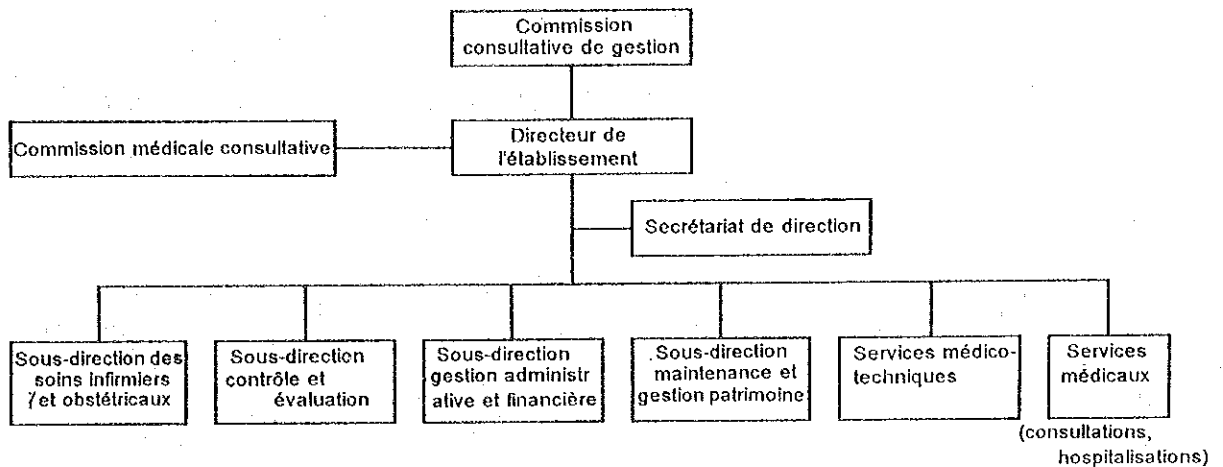 Commission
consultative de gestion
Commission médicale consultative
Directeur de
l'établissement
Secrétariat de direction
Sous-direction des
soins infirmiers
et obstétricaux
Sous-direction
contrôle et
évaluation
Sous-direction
gestion administr
ative et financière
Sous-direction
maintenance et
gestion patrimoine
Services médico-
techniques
Services
médicaux
(consultations,
hospitalisations)